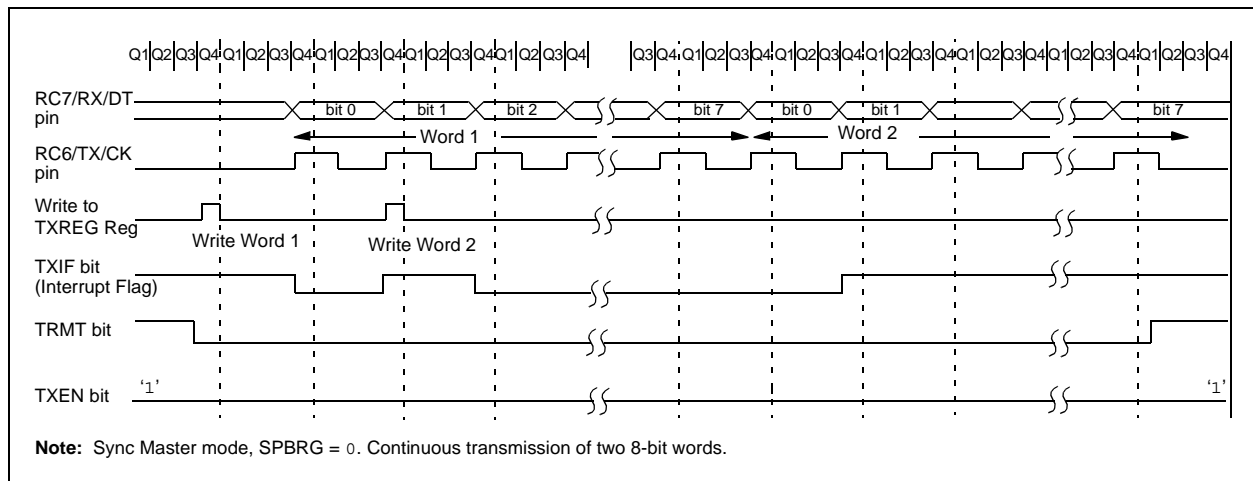 Q1 Q2 Q3 Q4 Q1 Q2 Q3 Q4 Q1 Q2 Q3 Q4 Q1 Q2 Q3 Q4 Q1 Q2 Q3 Q4 Q3 Q4 Q1 Q2 Q3 Q4 Q1 Q2 Q3 Q4 Q1 Q2 Q3 Q4 Q1 Q2 Q3 Q4 Q1 Q2 Q3 Q4
RC7/RX/DT
pin
bit 0 bit 1 bit 2 bit 7 bit 0 bit 1 bit 7
Word 1 Word 2
RC6/TX/CK
pin
Write to
TXREG Reg
Write Word 1 Write Word 2
TXIF bit
(Interrupt Flag)
TRMT bit
TXEN bit ‘1’ ‘1’
Note: Sync Master mode, SPBRG = 0. Continuous transmission of two 8-bit words.